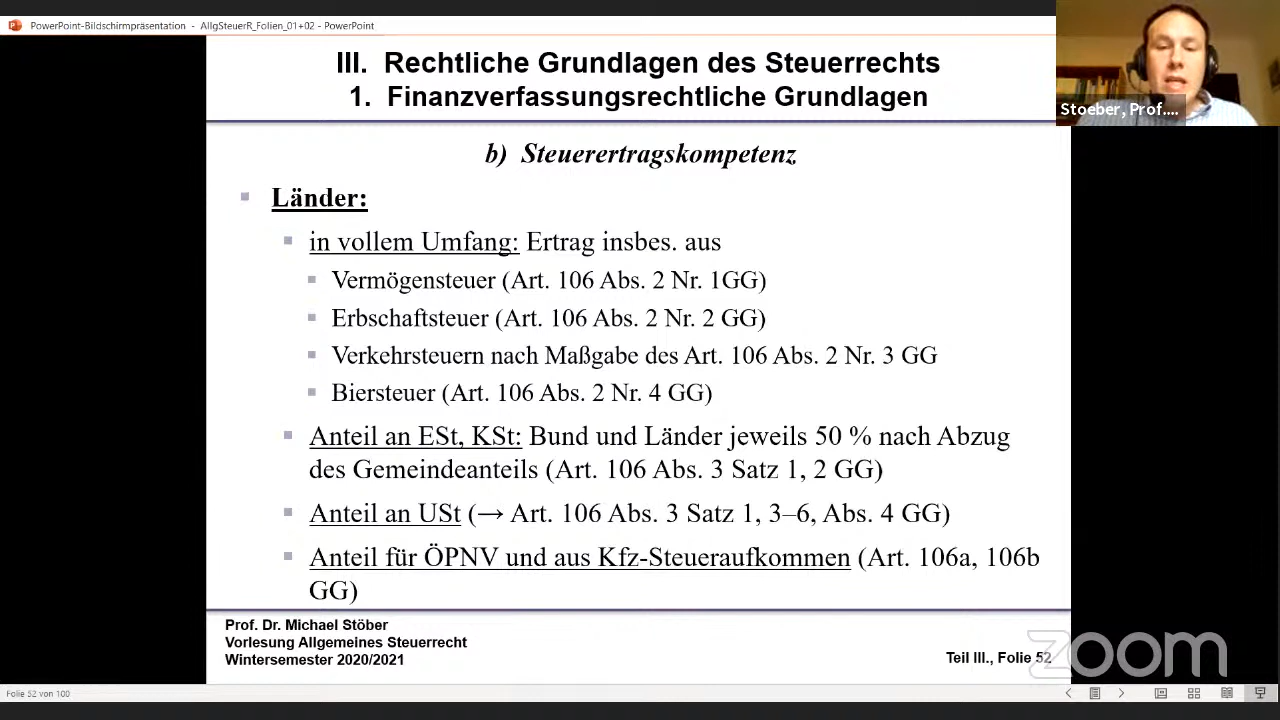 PowerPoint-Bildschirmpräsentation - AllgSteuerR_Folien_01+02 - PowerPoint
Stoeber, Prof....
III. Rechtliche Grundlagen des Steuerrechts
1. Finanzverfassungsrechtliche Grundlagen
b) Steuerertragskompetenz
Länder:
in vollem Umfang: Ertrag insbes. aus
Vermögensteuer (Art. 106 Abs. 2 Nr. 1GG)
Erbschaftsteuer (Art. 106 Abs. 2 Nr. 2 GG)
Verkehrsteuern nach Maßgabe des Art. 106 Abs. 2 Nr. 3 GG
Biersteuer (Art. 106 Abs. 2 Nr. 4 GG)
Anteil an ESt, KSt: Bund und Länder jeweils 50 % nach Abzug
des Gemeindeanteils (Art. 106 Abs. 3 Satz 1, 2 GG)
Anteil an USt (→ Art. 106 Abs. 3 Satz 1, 3–6, Abs. 4 GG)
Anteil für ÖPNV und aus Kfz-Steueraufkommen (Art. 106a, 106b
GG)
Prof. Dr. Michael Stöber
Vorlesung Allgemeines Steuerrecht
Wintersemester 2020/2021
Teil III., Folie 52
zoom
Folie 52 von 100